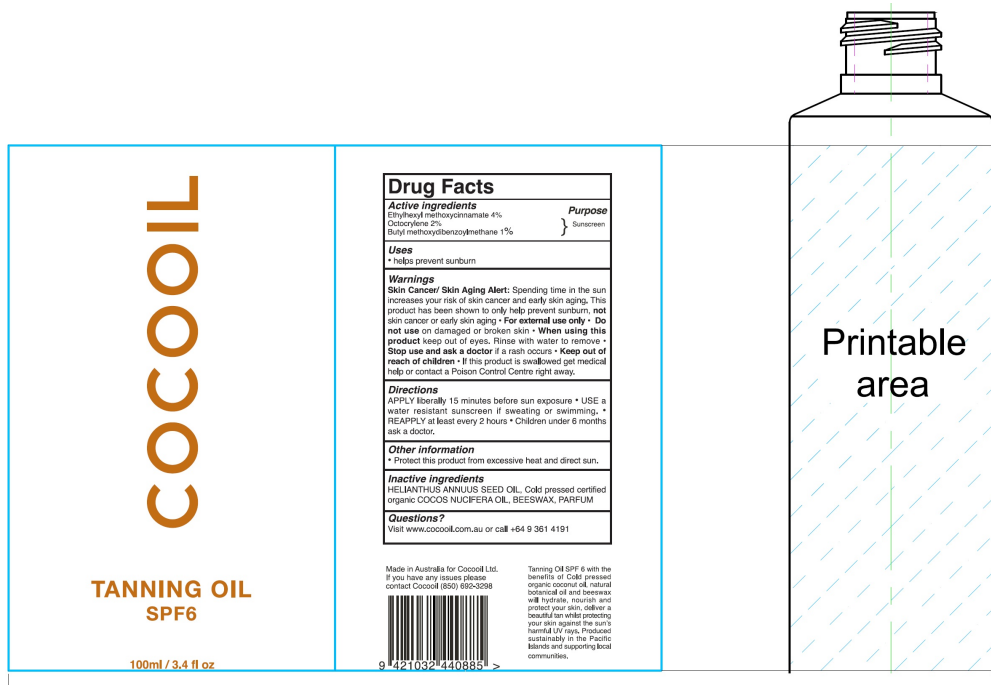 COCOOIL
TANNING OIL
SPF6
100ml / 3.4 fl oz
Drug Facts
Active ingredients
Purpose
Ethylhexyl methoxycinnamate 4%
Octocrylene 2%
Butyl methoxydibenzoylmethane 1%
} Sunscreen
Uses
• helps prevent sunburn
Warnings
Skin Cancer/ Skin Aging Alert: Spending time in the sun
increases your risk of skin cancer and early skin aging. This
product has been shown to only help prevent sunburn, not
skin cancer or early skin aging • For external use only • Do
not use on damaged or broken skin • When using this
product keep out of eyes. Rinse with water to remove •
Stop use and ask a doctor if a rash occurs • Keep out of
reach of children • If this product is swallowed get medical
help or contact a Poison Control Centre right away.
Directions
APPLY liberally 15 minutes before sun exposure • USE a
water resistant sunscreen if sweating or swimming. •
REAPPLY at least every 2 hours • Children under 6 months
ask a doctor.
Other information
• Protect this product from excessive heat and direct sun.
Inactive ingredients
HELIANTHUS ANNUUS SEED OIL, Cold pressed certified
organic COCOS NUCIFERA OIL, BEESWAX, PARFUM
Questions?
Visit www.cocooil.com.au or call +64 9 361 4191
Made in Australia for Cocooil Ltd.
If you have any issues please
contact Cocooil (850) 692-3298
9 421032 440885 >
Tanning Oil SPF 6 with the
benefits of Cold pressed
organic coconut oil, natural
botanical oil and beeswax
will hydrate, nourish and
protect your skin, deliver a
beautiful tan whilst protecting
your skin against the sun's
harmful UV rays. Produced
sustainably in the Pacific
Islands and supporting local
communities.
Printable
area